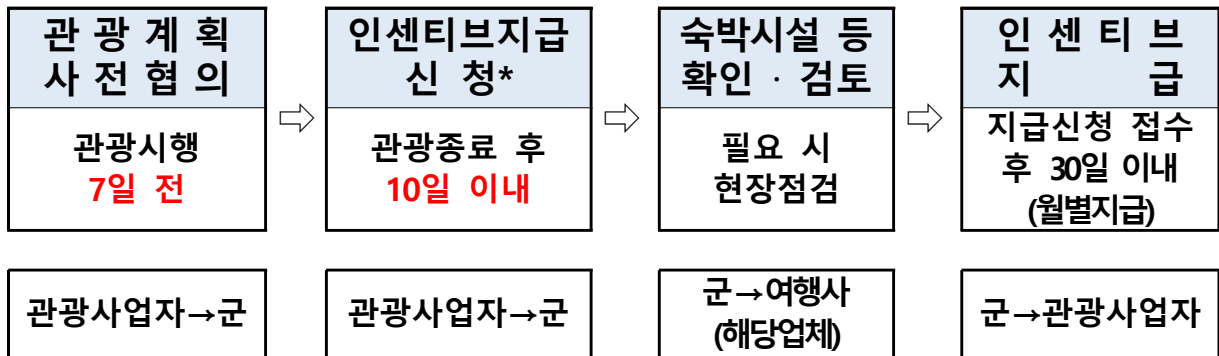 관 광 계 획
사 전 협 의
관광시행
7일 전
⇨
인센티브지급
신 청*
관광종료 후
10일 이내
⇨
숙박시설 등
확인ㆍ검토
필요 시
현장점검
⇨
인 센 티 브
지 급
지급신청 접수
후 30일 이내
(월별지급)
관광사업자→군
관광사업자→군
군→여행사
(해당업체)
군→관광사업자